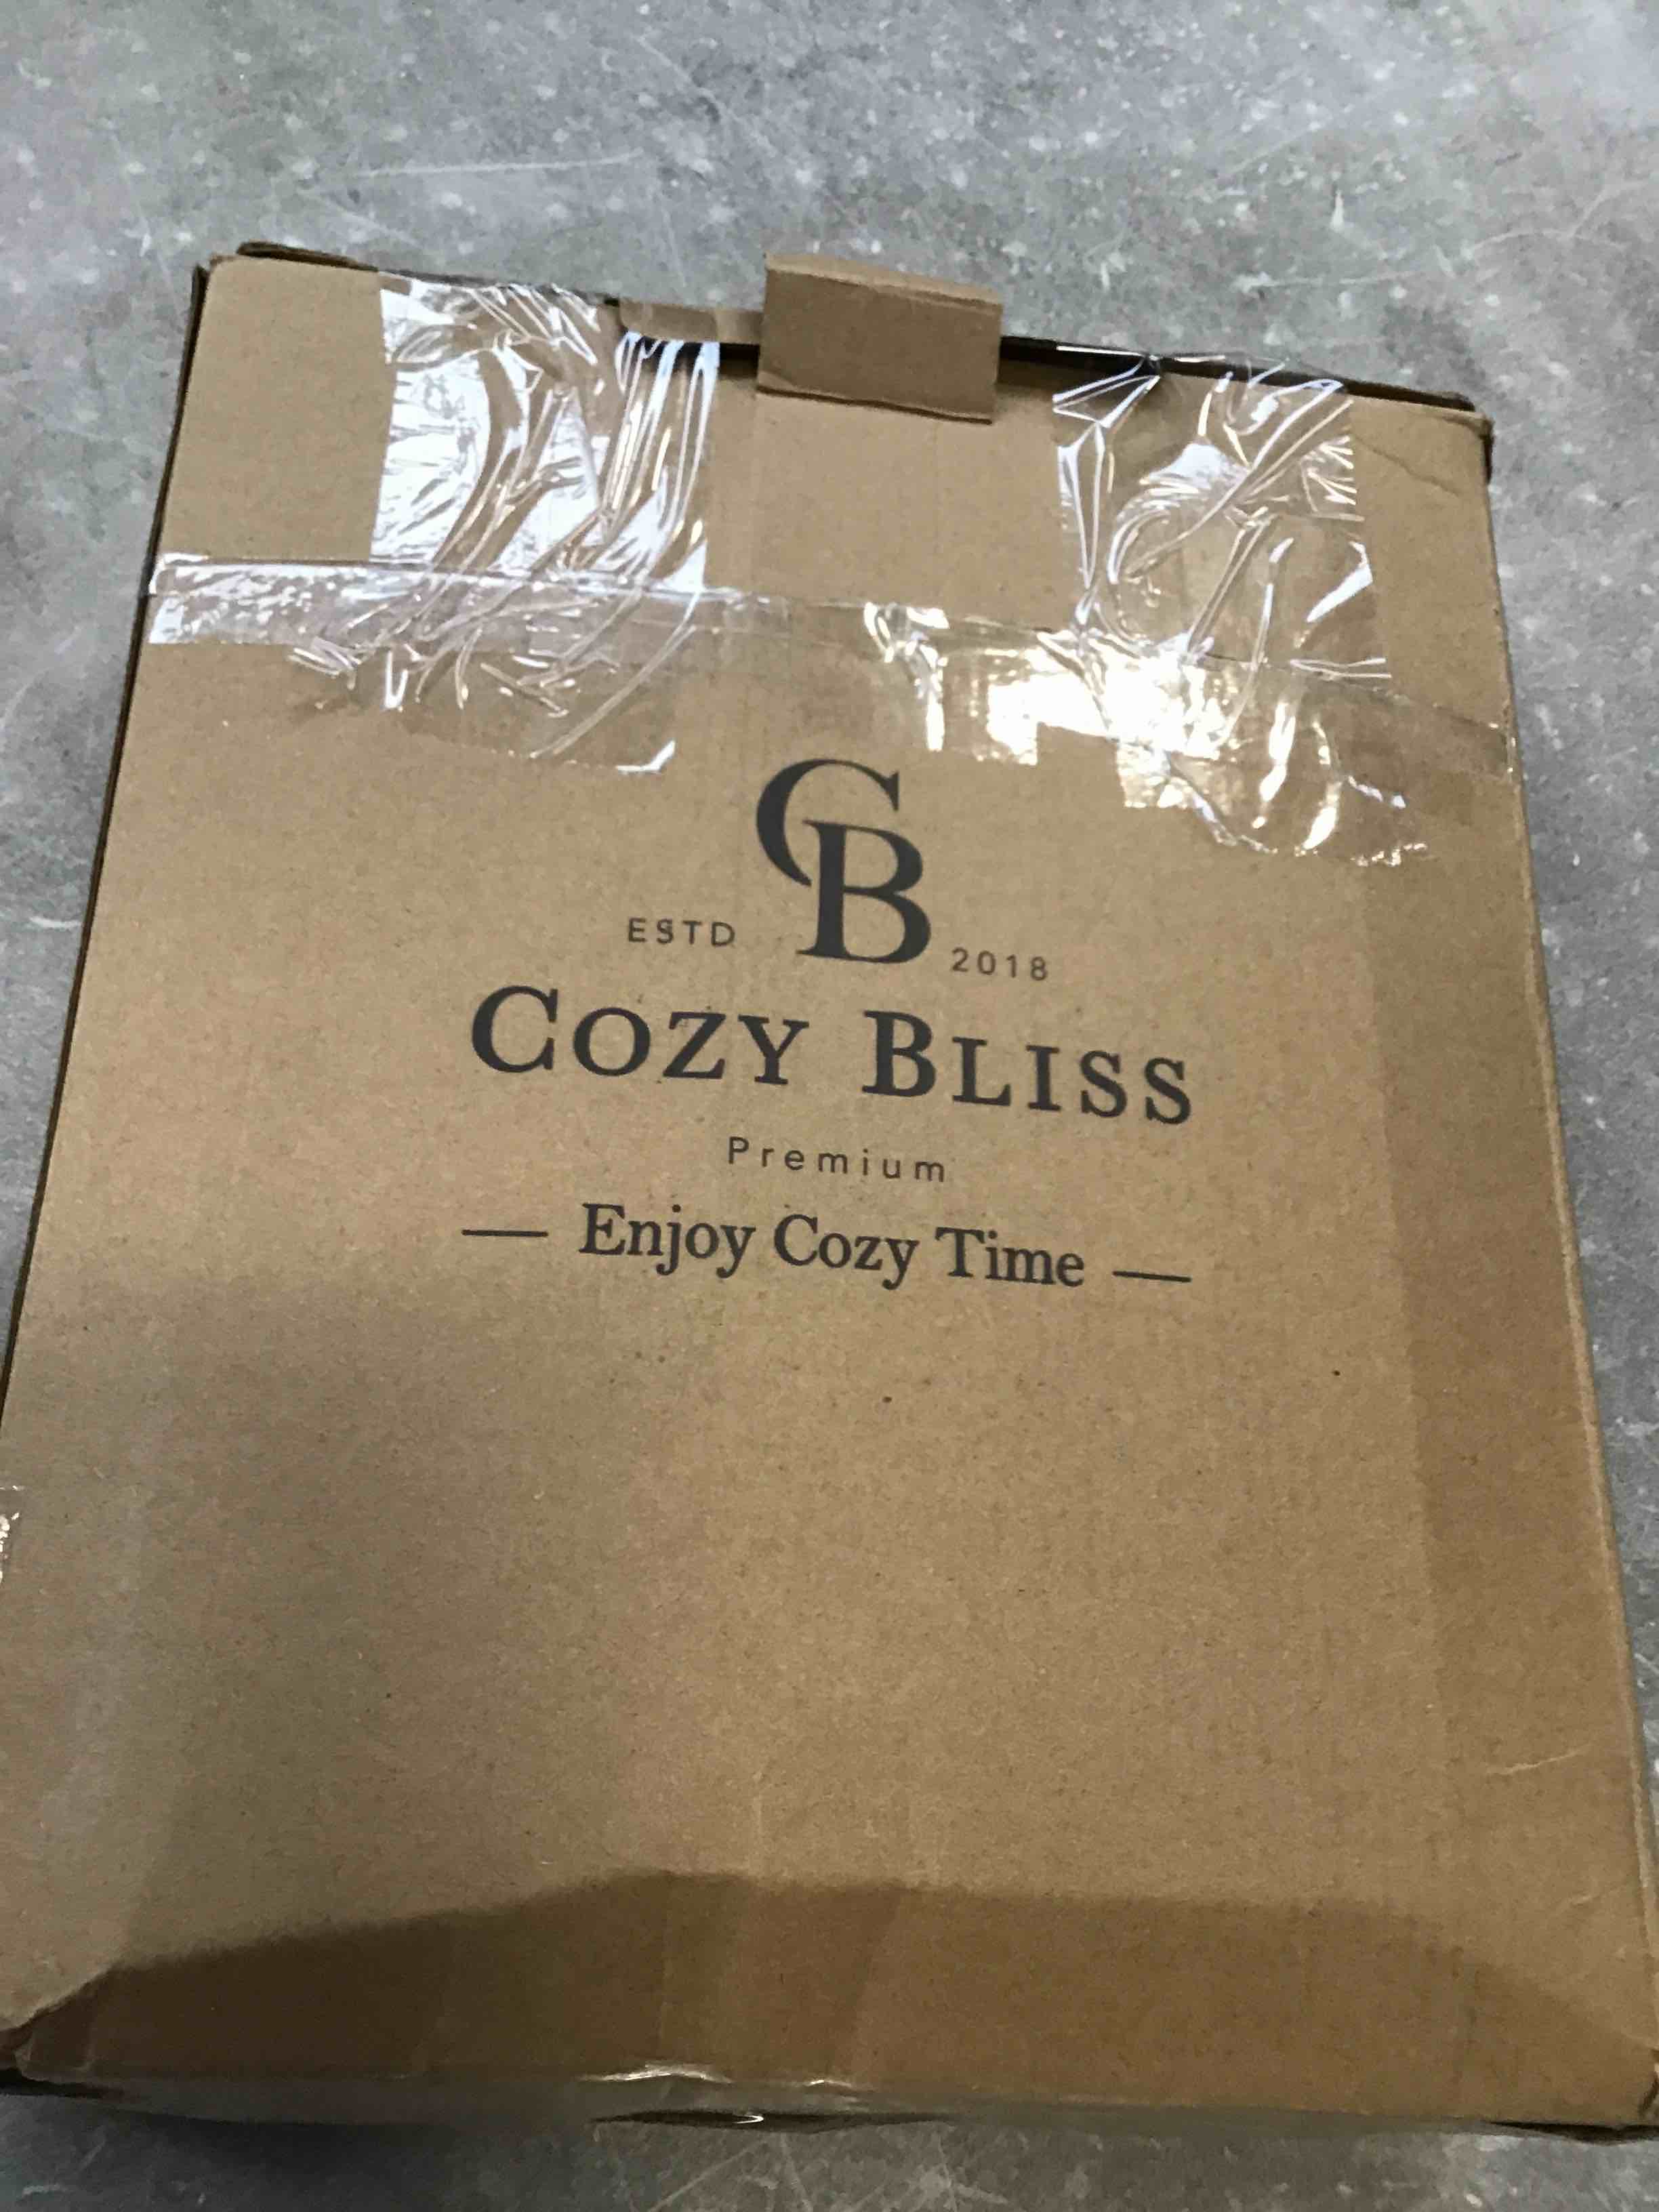 CB
ESTD 2018
COZY BLISS
Premium
— Enjoy Cozy Time —